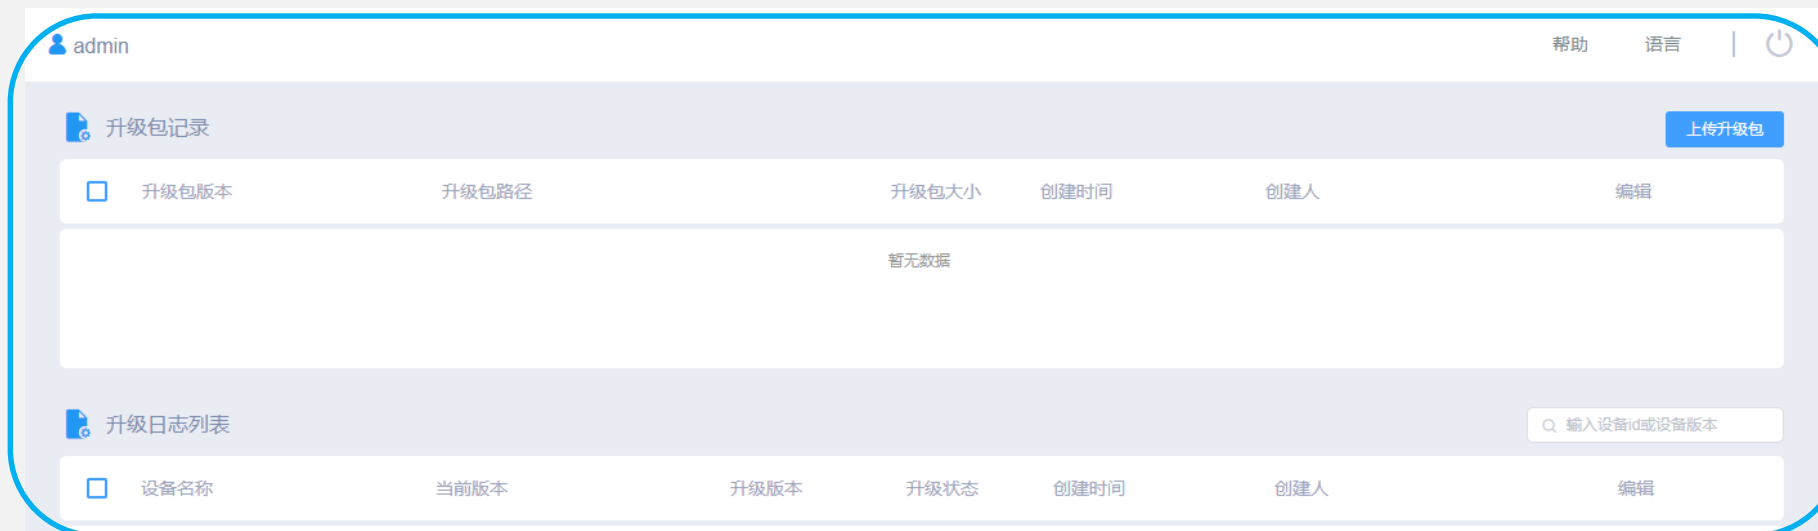 admin 帮助 语言
升级包记录 上传升级包
升级包版本 升级包路径 升级包大小 创建时间 创建人 编辑
暂无数据
升级日志列表 输入设备id或设备版本
设备名称 当前版本 升级版本 升级状态 创建时间 创建人 编辑